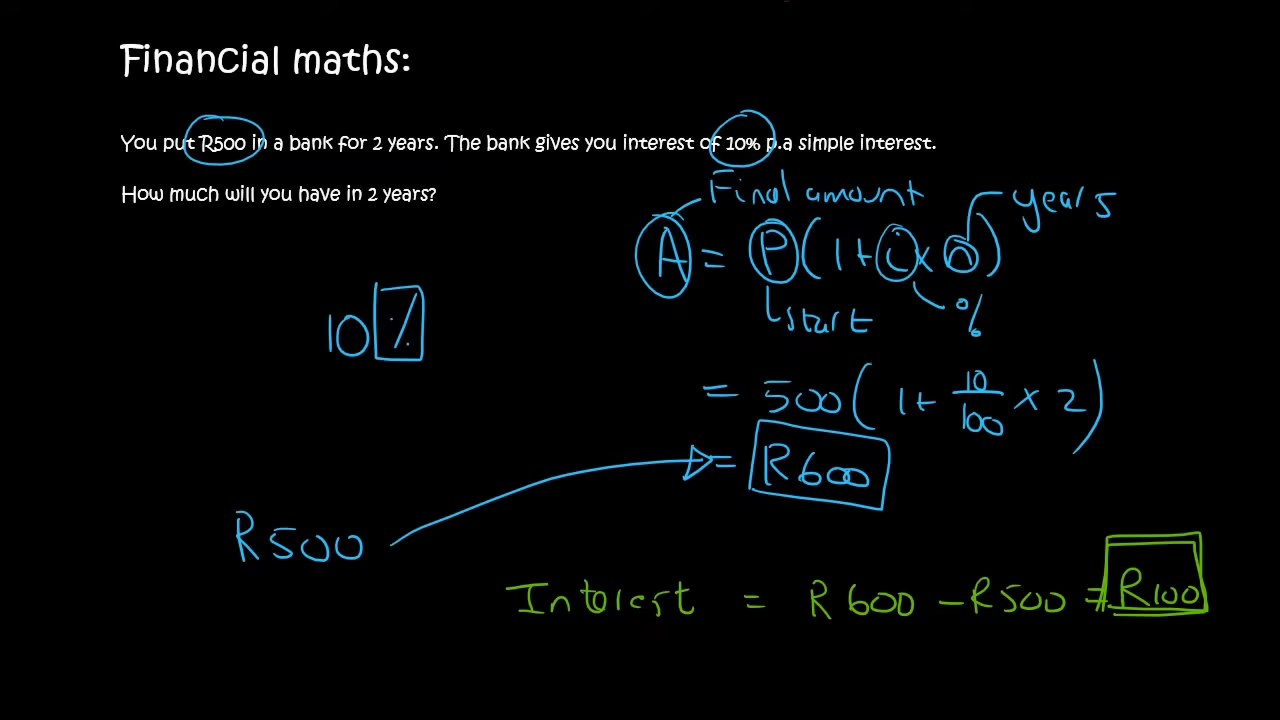 Financial maths:
You put R500 in a bank for 2 years. The bank gives you interest of 10% p.a simple interest.
How much will you have in 2 years?
Final amount
years
A = P(1+i×n)
start
%
10%
= 500(1+ 10/100 × 2)
= R600
R500
Interest = R600 – R500 = R100